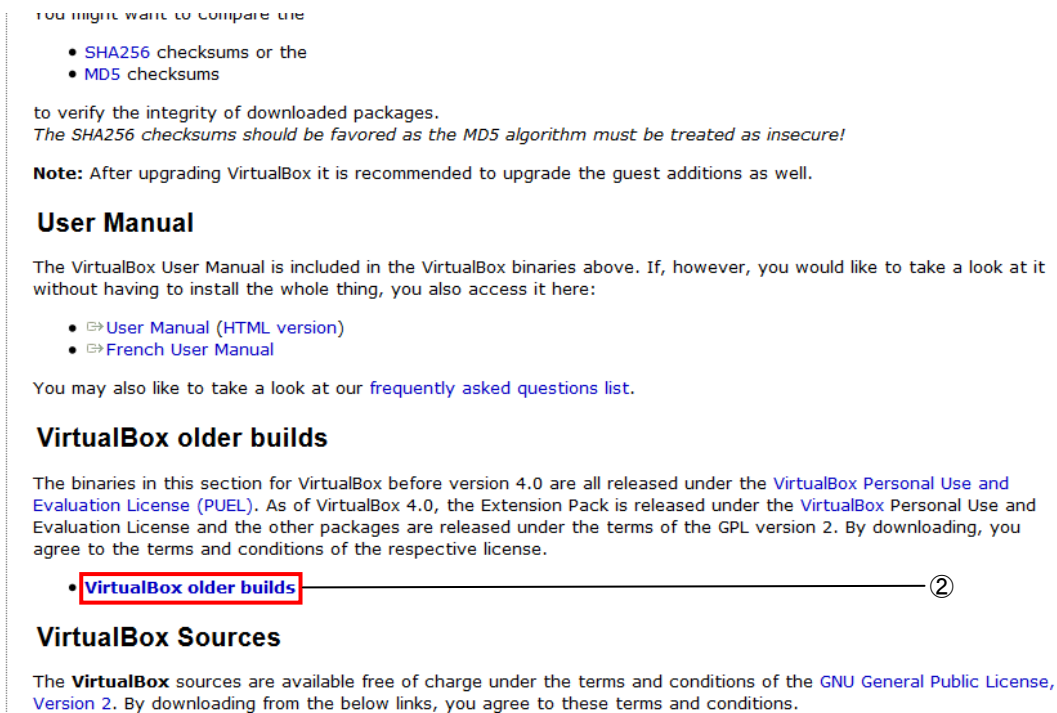 You might want to compare the
• SHA256 checksums or the
• MD5 checksums
to verify the integrity of downloaded packages.
The SHA256 checksums should be favored as the MD5 algorithm must be treated as insecure!
Note: After upgrading VirtualBox it is recommended to upgrade the guest additions as well.
User Manual
The VirtualBox User Manual is included in the VirtualBox binaries above. If, however, you would like to take a look at it
without having to install the whole thing, you also access it here:
• User Manual (HTML version)
• French User Manual
You may also like to take a look at our frequently asked questions list.
VirtualBox older builds
The binaries in this section for VirtualBox before version 4.0 are all released under the VirtualBox Personal Use and
Evaluation License (PUEL). As of VirtualBox 4.0, the Extension Pack is released under the VirtualBox Personal Use and
Evaluation License and the other packages are released under the terms of the GPL version 2. By downloading, you
agree to the terms and conditions of the respective license.
• VirtualBox older builds ②
VirtualBox Sources
The VirtualBox sources are available free of charge under the terms and conditions of the GNU General Public License,
Version 2. By downloading from the below links, you agree to these terms and conditions.